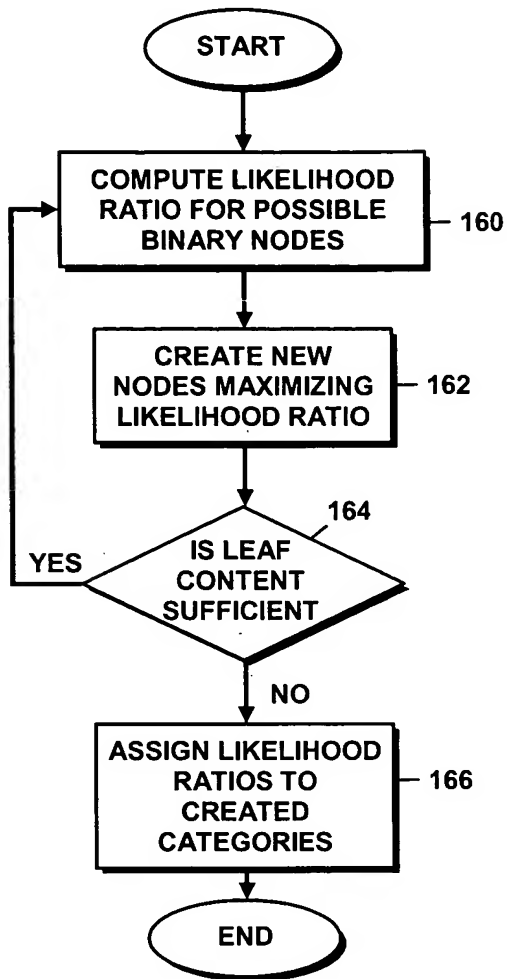 START
COMPUTE LIKELIHOOD
RATIO FOR POSSIBLE
BINARY NODES
160
CREATE NEW
NODES MAXIMIZING
LIKELIHOOD RATIO
162
164
YES
IS LEAF
CONTENT
SUFFICIENT
NO
ASSIGN LIKELIHOOD
RATIOS TO
CREATED
CATEGORIES
166
END